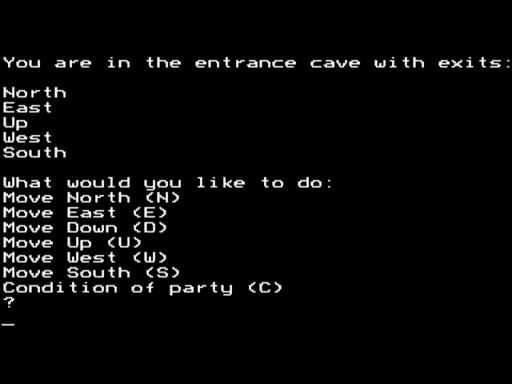 You are in the entrance cave with exits:
North
East
Up
West
South
What would you like to do:
Move North (N)
Move East (E)
Move Down (D)
Move Up (U)
Move West (W)
Move South (S)
Condition of party (C)
?
_